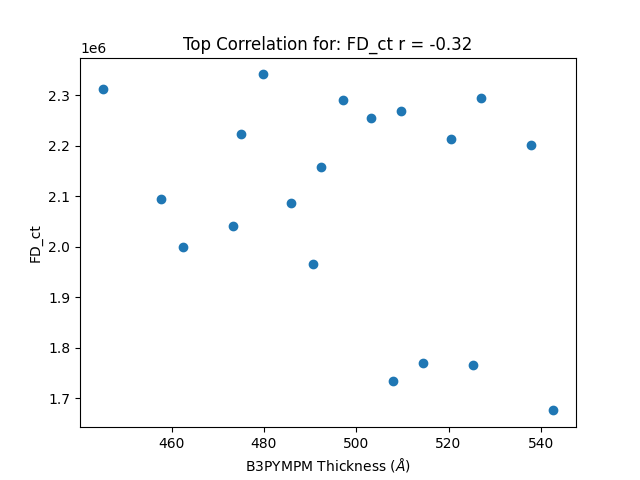 Top Correlation for: FD_ct r = -0.32
1e6
2.3
2.2
2.1
2.0
1.9
1.8
1.7
FD_ct
460 480 500 520 540
B3PYMPM Thickness (Å)